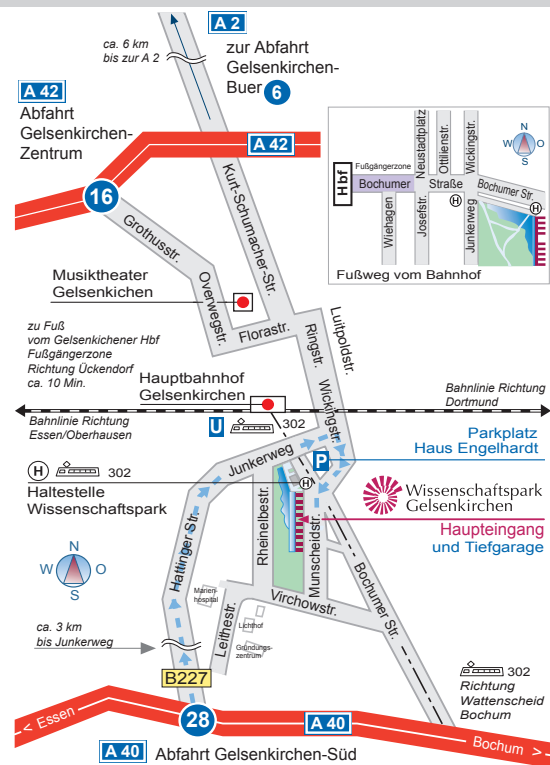 A 2
ca. 6 km
bis zur A 2
zur Abfahrt
Gelsenkirchen-
Buer 6
A 42
Abfahrt
Gelsenkirchen-
Zentrum
A 42
16
Kurt-Schumacher-Str.
Grothusstr.
Overwegstr.
Musiktheater
Gelsenkichen
Florastr.
Ringstr.
Luitpoldstr.
Hbf
Fußgängerzone
Bochumer
Straße
Bochumer Str.
Neustadtplatz
Ottilienstr.
Wickingstr.
Wiehagen
Josefstr.
Junkerweg
H
H
N
W
O
S
Fußweg vom Bahnhof
zu Fuß
vom Gelsenkichener Hbf
Fußgängerzone
Richtung Ückendorf
ca. 10 Min.
Hauptbahnhof
Gelsenkirchen
Wickingstr.
Bahnlinie Richtung
Dortmund
Bahnlinie Richtung
Essen/Oberhausen
U
302
Parkplatz
Haus Engelhardt
P
Junkerweg
H
302
Haltestelle
Wissenschaftspark
H
Wissenschaftspark
Gelsenkirchen
Haupteingang
und Tiefgarage
Hattinger Str.
Rheinelbestr.
Munscheidstr.
Bochumer Str.
N
W
O
S
Marien-
hospital
Virchowstr.
Leithestr.
Lichthof
Gründungs-
zentrum
ca. 3 km
bis Junkerweg
B227
302
Richtung
Wattenscheid
Bochum
< Essen
28
A 40
Bochum >
A 40
Abfahrt Gelsenkirchen-Süd